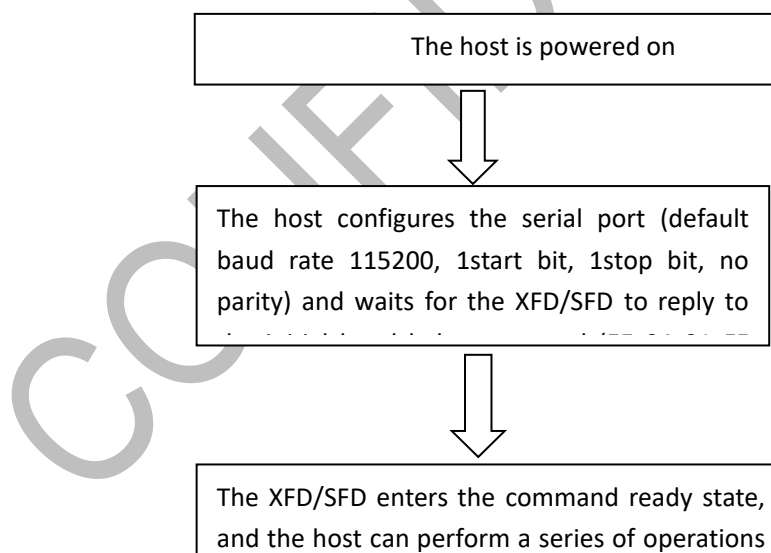 The host is powered on
The host configures the serial port (default
baud rate 115200, 1start bit, 1stop bit, no
parity) and waits for the XFD/SFD to reply to
The XFD/SFD enters the command ready state,
and the host can perform a series of operations